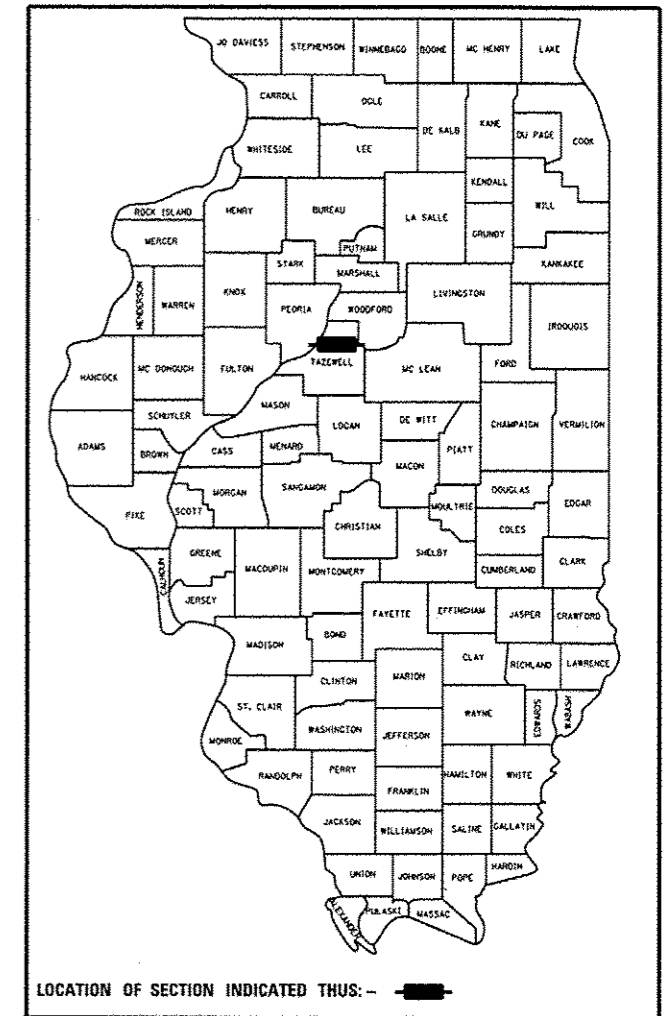 JO DAVIESS STEPHENSON WINNEBAGO BOONE MC HENRY LAKE
CARROLL OGLE DE KALB KANE DU PAGE COOK
WHITESIDE LEE KENDALL WILL
ROCK ISLAND HENRY BUREAU LA SALLE GRUNDY
MERCER PUTNAM KANKAKEE
STARK MARSHALL
HENDERSON WARREN KNOX PEORIA WOODFORD LIVINGSTON IROQUOIS
HANCOCK MC DONOUGH FULTON TAZEWELL MC LEAN FORD
SCHUYLER MASON LOGAN DE WITT CHAMPAIGN VERMILION
ADAMS BROWN CASS MENARD PIATT
MACON
PIKE SCOTT MORGAN SANGAMON MOULTRIE DOUGLAS EDGAR
CHRISTIAN COLES
CALHOUN GREENE MACOUPIN MONTGOMERY SHELBY CUMBERLAND CLARK
JERSEY FAYETTE EFFINGHAM JASPER CRAWFORD
MADISON BOND
CLINTON MARION CLAY RICHLAND LAWRENCE
ST. CLAIR WAYNE EDWARDS WABASH
MONROE WASHINGTON JEFFERSON
RANDOLPH PERRY HAMILTON WHITE
FRANKLIN
JACKSON WILLIAMSON SALINE GALLATIN
UNION JOHNSON POPE HARDIN
ALEXANDER PULASKI MASSAC
LOCATION OF SECTION INDICATED THUS: –